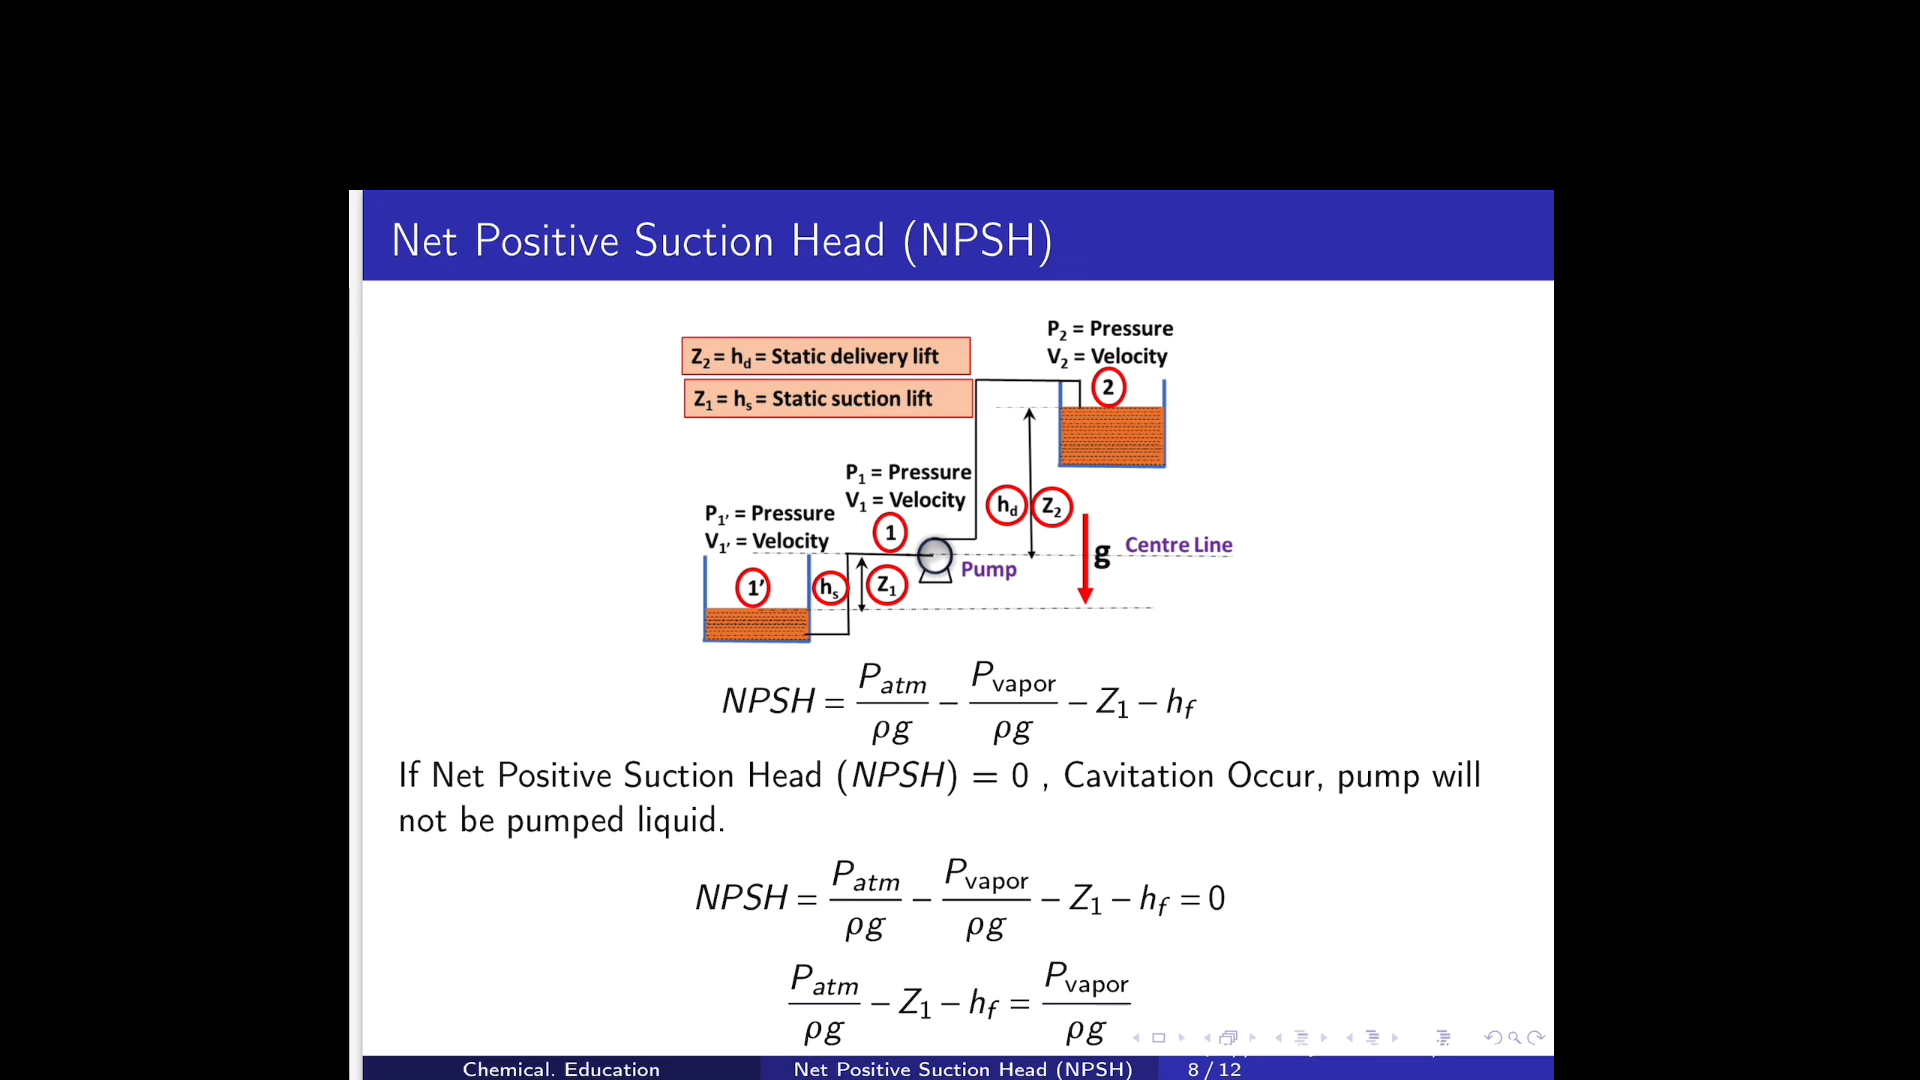 Net Positive Suction Head (NPSH)
P₂ = Pressure
V₂ = Velocity
Z₂ = h_d = Static delivery lift
Z₁ = h_s = Static suction lift
2
P₁ = Pressure
V₁ = Velocity
h_d Z₂
P₁' = Pressure
V₁' = Velocity
1
g
Centre Line
Pump
1'
h_s
Z₁
NPSH = P_atm/ρg − P_vapor/ρg − Z₁ − h_f
If Net Positive Suction Head (NPSH) = 0 , Cavitation Occur, pump will
not be pumped liquid.
NPSH = P_atm/ρg − P_vapor/ρg − Z₁ − h_f = 0
P_atm/ρg − Z₁ − h_f = P_vapor/ρg
Chemical. Education
Net Positive Suction Head (NPSH)
8 / 12